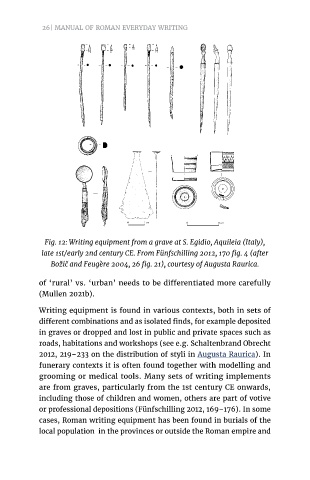 26| MANUAL OF ROMAN EVERYDAY WRITING
Fig. 12: Writing equipment from a grave at S. Egidio, Aquileia (Italy),
late 1st/early 2nd century CE. From Fünfschilling 2012, 170 fig. 4 (after
Božič and Feugère 2004, 26 fig. 21), courtesy of Augusta Raurica.
of ‘rural’ vs. ‘urban’ needs to be differentiated more carefully
(Mullen 2021b).
Writing equipment is found in various contexts, both in sets of
different combinations and as isolated finds, for example deposited
in graves or dropped and lost in public and private spaces such as
roads, habitations and workshops (see e.g. Schaltenbrand Obrecht
2012, 219–233 on the distribution of styli in Augusta Raurica). In
funerary contexts it is often found together with modelling and
grooming or medical tools. Many sets of writing implements
are from graves, particularly from the 1st century CE onwards,
including those of children and women, others are part of votive
or professional depositions (Fünfschilling 2012, 169–176). In some
cases, Roman writing equipment has been found in burials of the
local population in the provinces or outside the Roman empire and